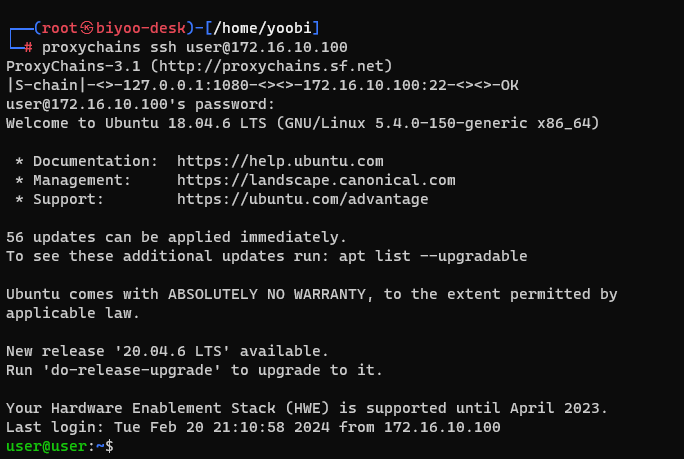 ┌──(root㉿biyoo-desk)-[/home/yoobi]
└─# proxychains ssh user@172.16.10.100
ProxyChains-3.1 (http://proxychains.sf.net)
|S-chain|-<>-127.0.0.1:1080-<><>-172.16.10.100:22-<><>-OK
user@172.16.10.100's password:
Welcome to Ubuntu 18.04.6 LTS (GNU/Linux 5.4.0-150-generic x86_64)
* Documentation:  https://help.ubuntu.com
* Management:     https://landscape.canonical.com
* Support:        https://ubuntu.com/advantage
56 updates can be applied immediately.
To see these additional updates run: apt list --upgradable
Ubuntu comes with ABSOLUTELY NO WARRANTY, to the extent permitted by
applicable law.
New release '20.04.6 LTS' available.
Run 'do-release-upgrade' to upgrade to it.
Your Hardware Enablement Stack (HWE) is supported until April 2023.
Last login: Tue Feb 20 21:10:58 2024 from 172.16.10.100
user@user:~$